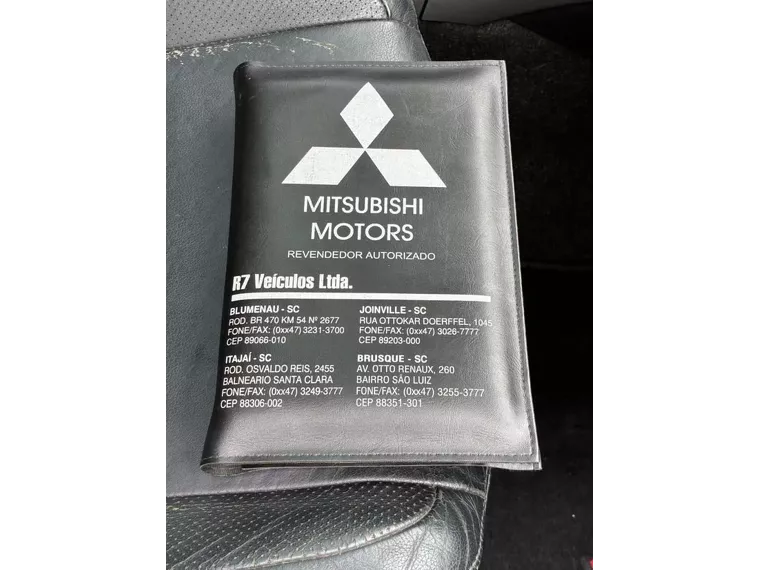 MITSUBISHI
MOTORS
REVENDEDOR AUTORIZADO
R7 Veículos Ltda.
BLUMENAU - SC
ROD. BR 470 KM 54 Nº 2677
FONE/FAX: (0xx47) 3231-3700
CEP 89066-010
JOINVILLE - SC
RUA OTTOKAR DOERFFEL, 1045
FONE/FAX: (0xx47) 3026-7777
CEP 89203-000
ITAJAÍ - SC
ROD. OSVALDO REIS, 2455
BALNEARIO SANTA CLARA
FONE/FAX: (0xx47) 3249-3777
CEP 88306-002
BRUSQUE - SC
AV. OTTO RENAUX, 260
BAIRRO SÃO LUIZ
FONE/FAX: (0xx47) 3255-3777
CEP 88351-301